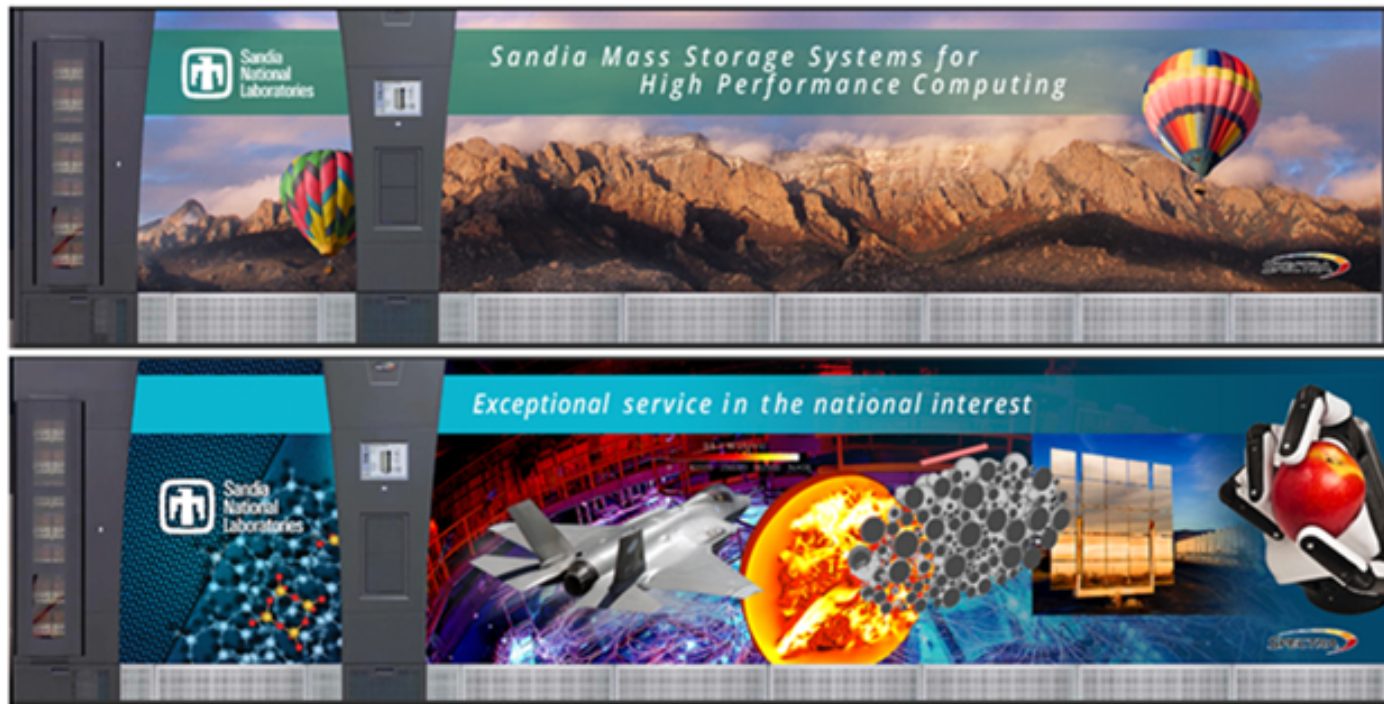 Sandia
National
Laboratories
Sandia Mass Storage Systems for
High Performance Computing
SPECTRA
Exceptional service in the national interest
Sandia
National
Laboratories
SPECTRA